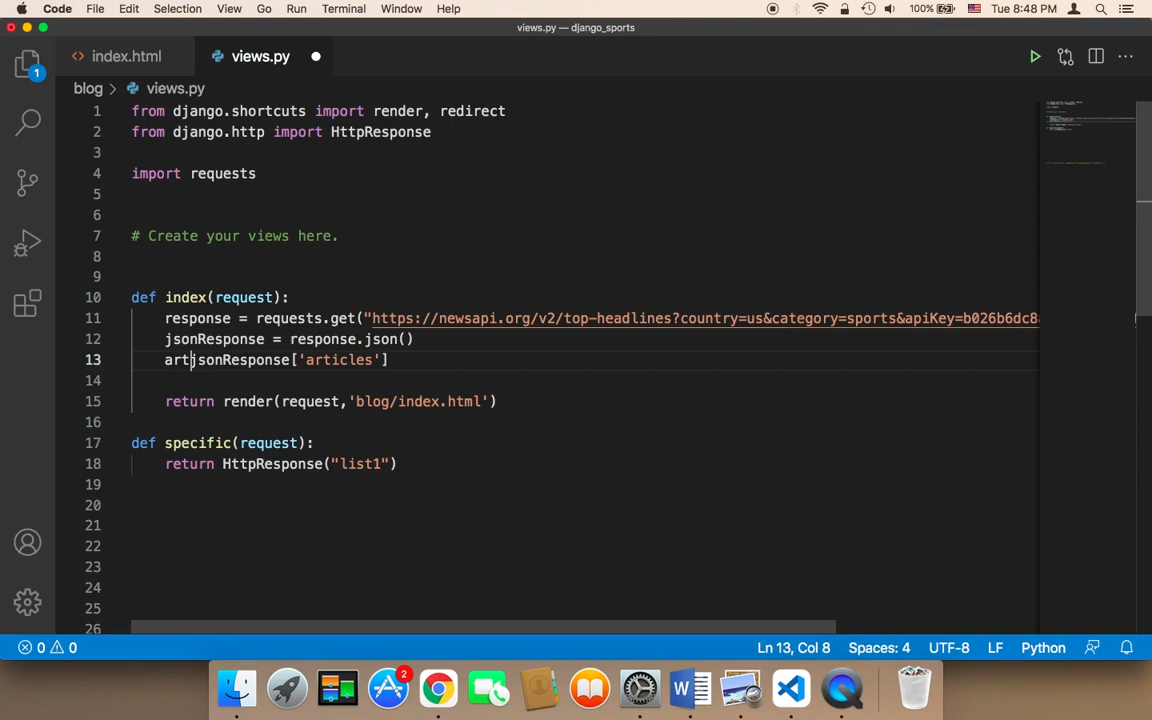 Code File Edit Selection View Go Run Terminal Window Help 100% Tue 8:48 PM
views.py — django_sports
1 index.html views.py
blog views.py
1 from django.shortcuts import render, redirect
2 from django.http import HttpResponse
3
4 import requests
5
6
7 # Create your views here.
8
9
10 def index(request):
11 response = requests.get("https://newsapi.org/v2/top-headlines?country=us&category=sports&apiKey=b026b6dc8
12 jsonResponse = response.json()
13 artjsonResponse['articles']
14
15 return render(request,'blog/index.html')
16
17 def specific(request):
18 return HttpResponse("list1")
19
20
21
22
23
24
25
26
0 0 Ln 13, Col 8 Spaces: 4 UTF-8 LF Python
2